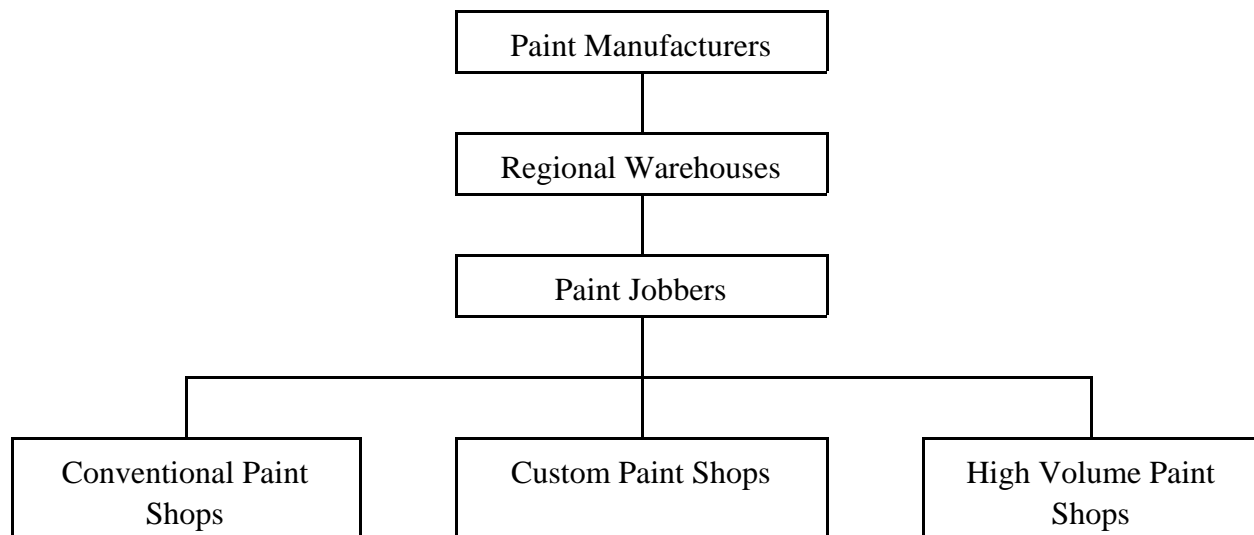 Paint Manufacturers
Regional Warehouses
Paint Jobbers
Conventional Paint
Shops
Custom Paint Shops
High Volume Paint
Shops